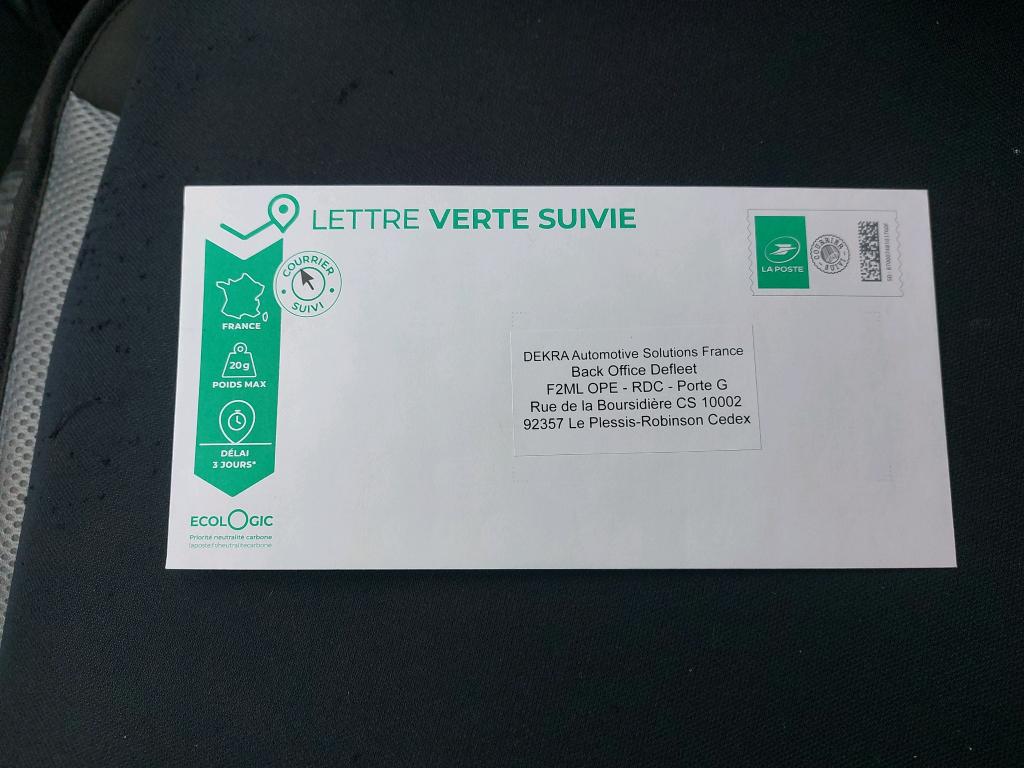 LETTRE VERTE SUIVIE
COURRIER
SUIVI
FRANCE
20g
POIDS MAX
DÉLAI
3 JOURS*
ECOLOGIC
Priorité neutralité carbone
laposte.fr/neutralitecarbone
LA POSTE
COURRIER
SUIVI
DEKRA Automotive Solutions France
Back Office Defleet
F2ML OPE - RDC - Porte G
Rue de la Boursidière CS 10002
92357 Le Plessis-Robinson Cedex